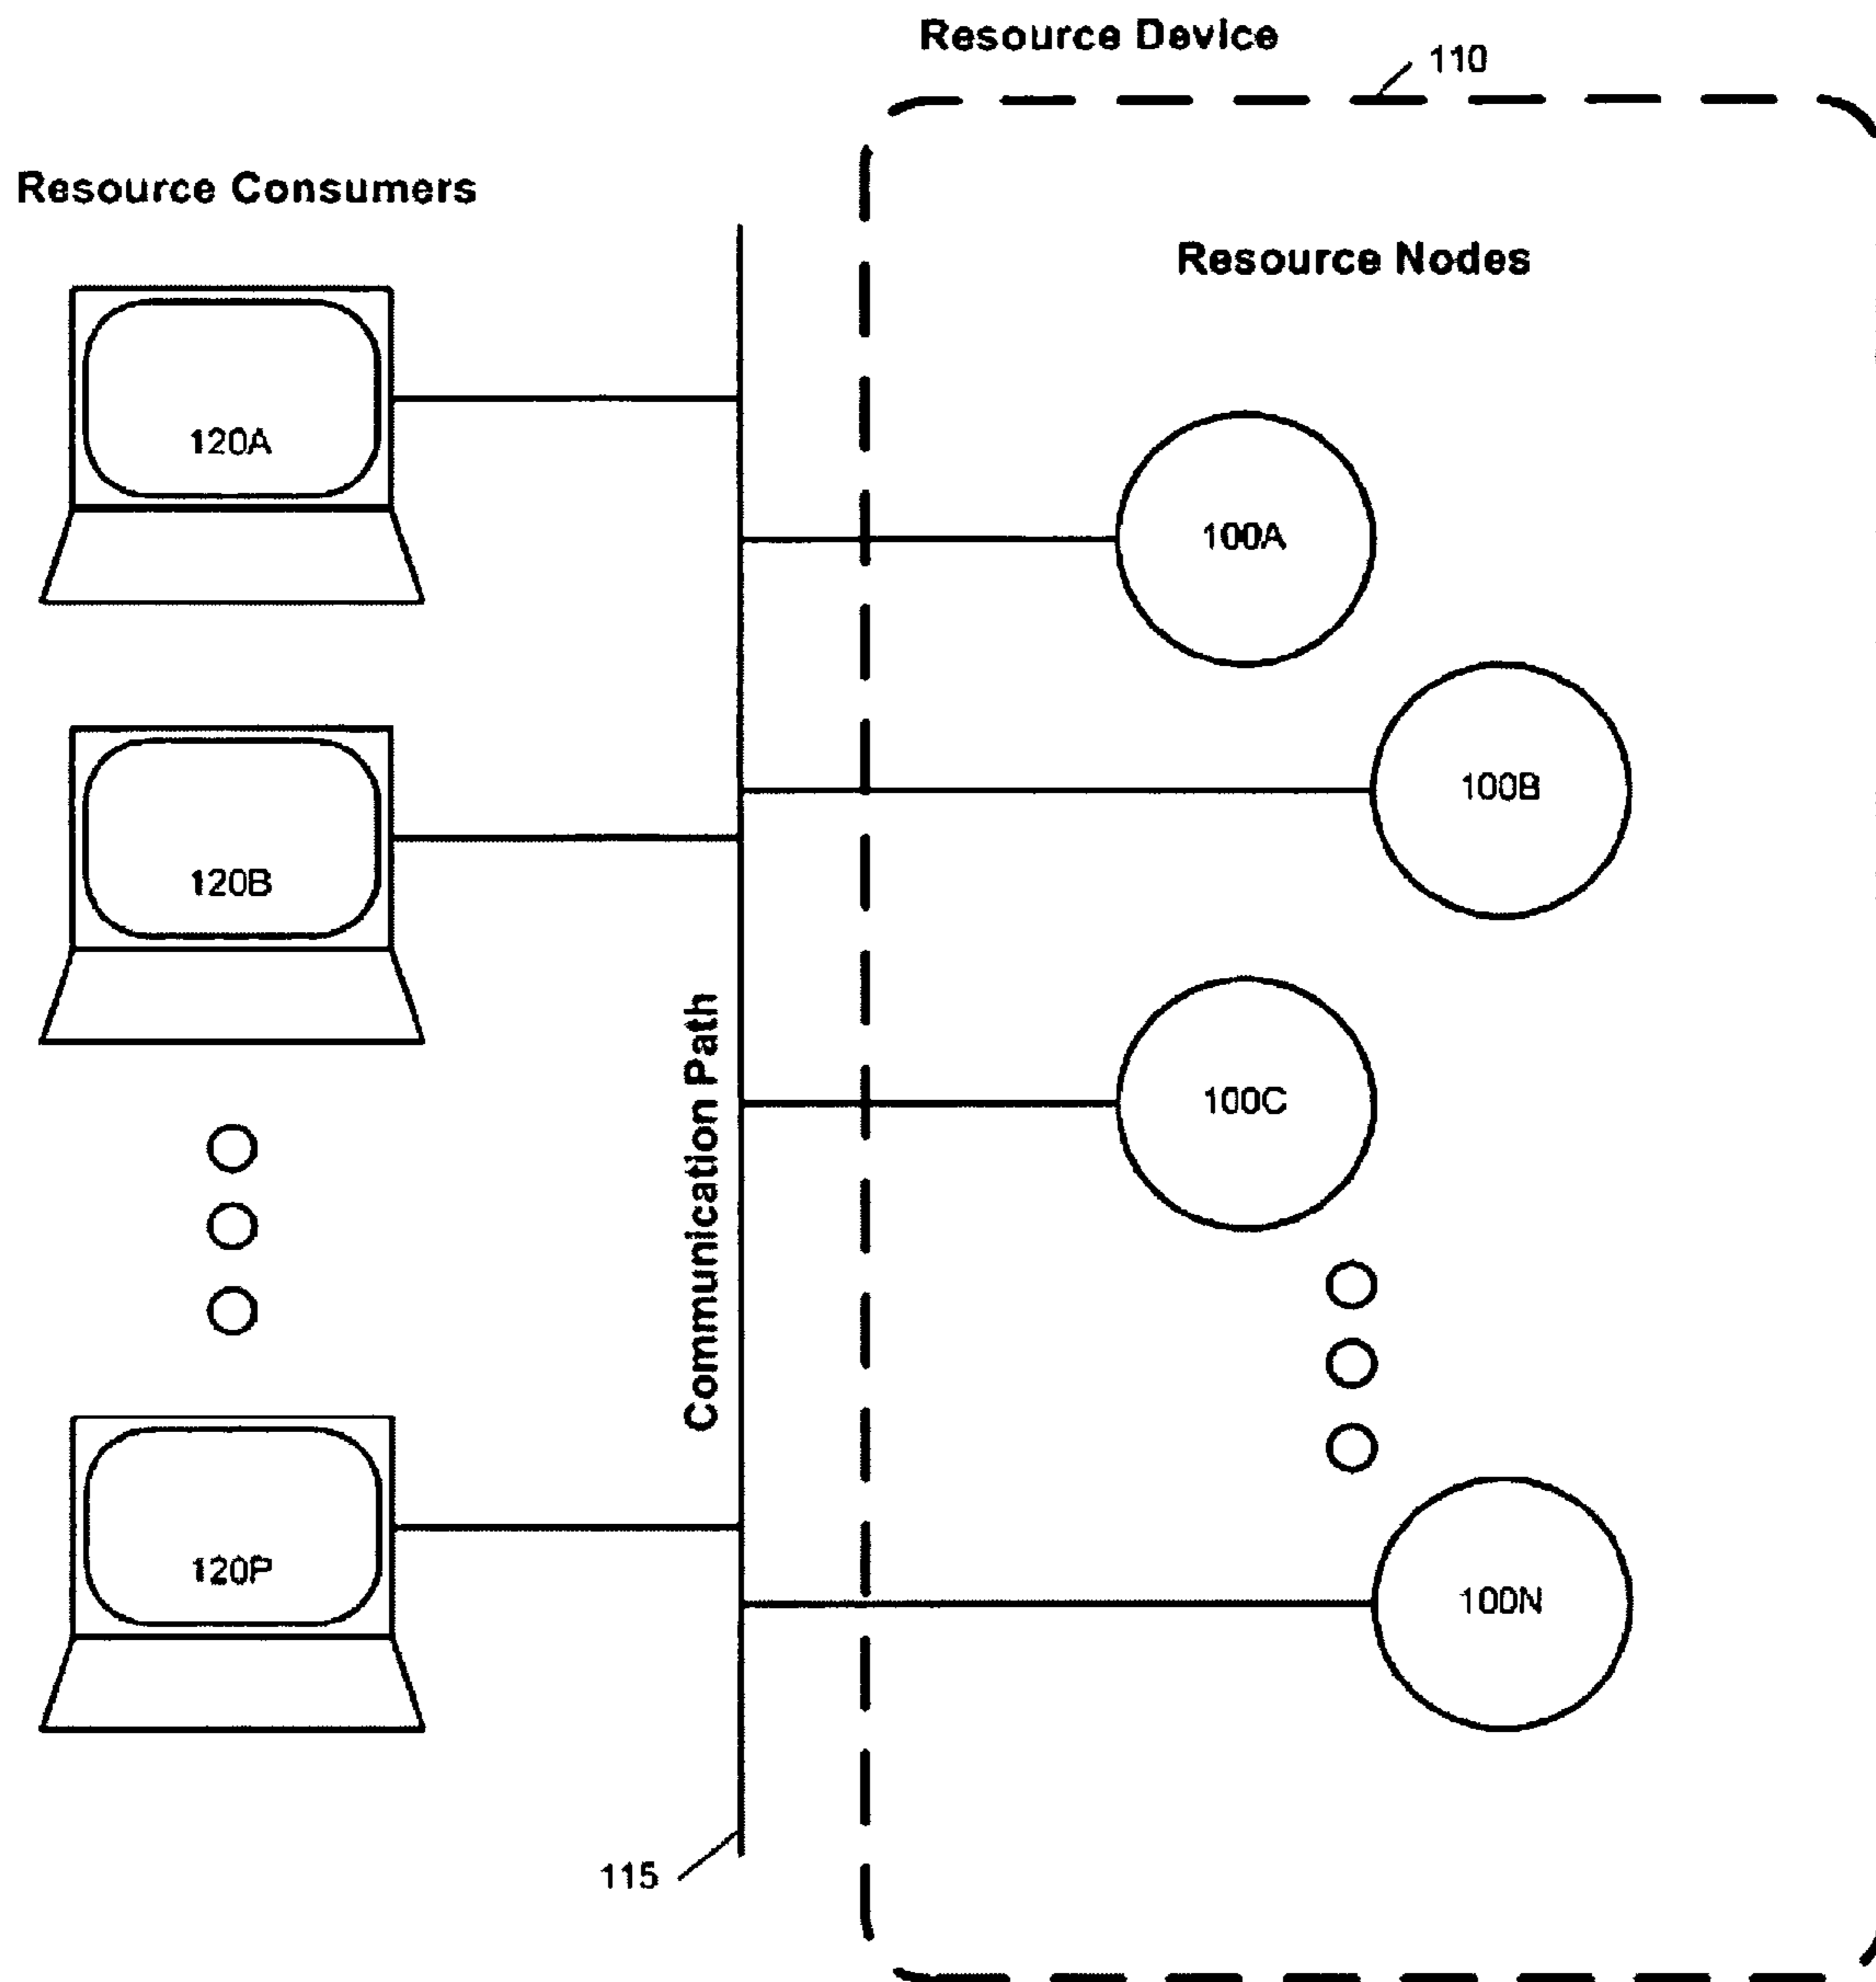 Resource Device
110
Resource Consumers
Resource Nodes
120A
100A
100B
120B
Communication Path
100C
120P
100N
115